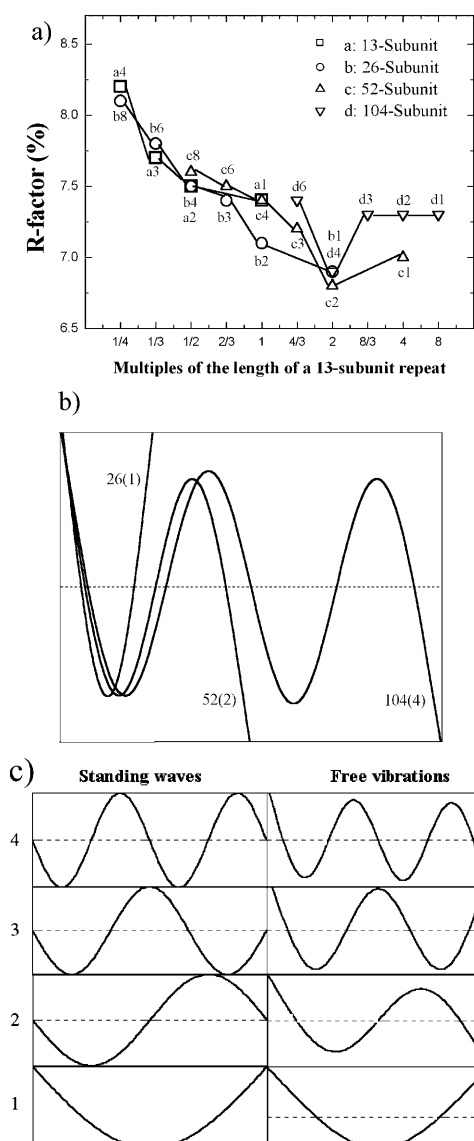 a)
8.5
8.0
7.5
7.0
6.5
R-factor (%)
a: 13-Subunit
b: 26-Subunit
c: 52-Subunit
d: 104-Subunit
a4
b8
b6
a3
c8
c6
b4
a2
b3
a1
c4
b2
d6
c3
b1
d4
c2
d3
d2
d1
c1
1/4 1/3 1/2 2/3 1 4/3 2 8/3 4 8
Multiples of the length of a 13-subunit repeat
b)
26(1)
52(2)
104(4)
c)
Standing waves Free vibrations
4
3
2
1